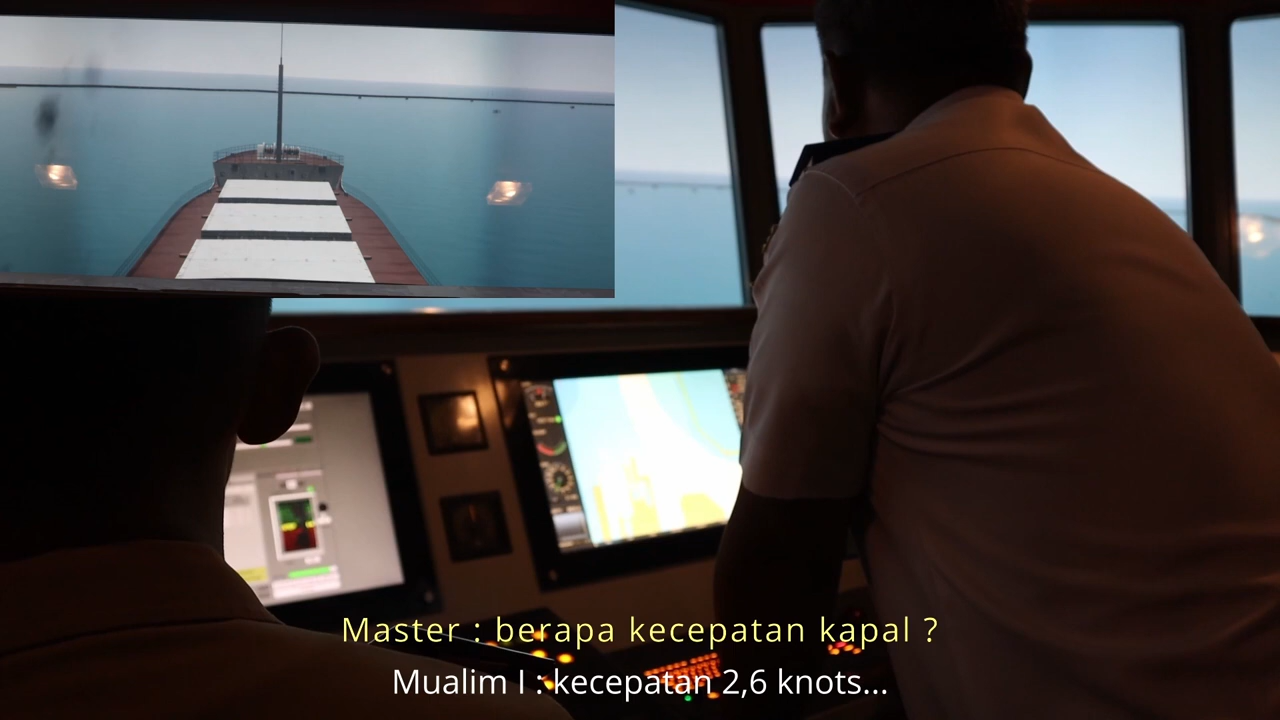 Master : berapa kecepatan kapal ?
Mualim I : kecepatan 2,6 knots...